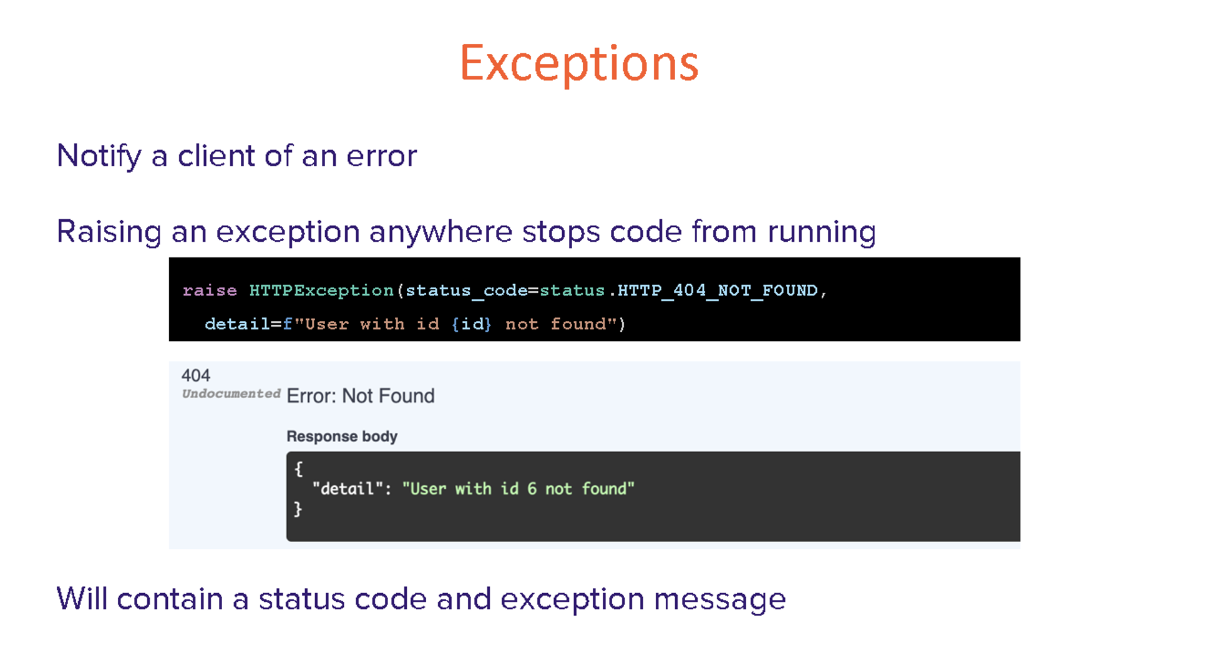 Exceptions
Notify a client of an error
Raising an exception anywhere stops code from running
raise HTTPException(status_code=status.HTTP_404_NOT_FOUND,
detail=f"User with id {id} not found")
404
Undocumented Error: Not Found
Response body
{
"detail": "User with id 6 not found"
}
Will contain a status code and exception message